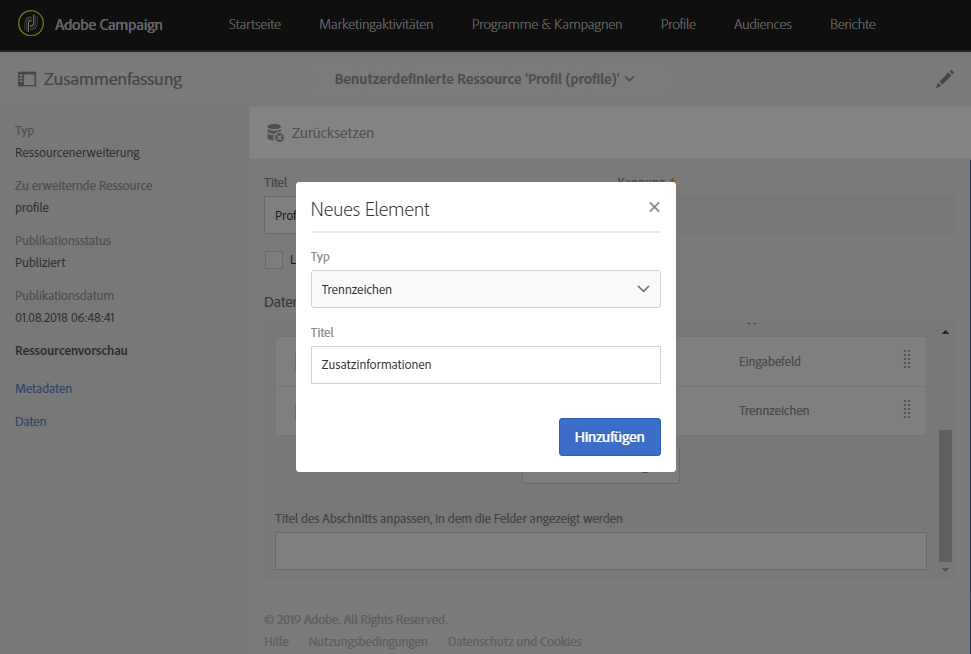 Adobe Campaign Startseite Marketingaktivitäten Programme & Kampagnen Profile Audiences Berichte
Zusammenfassung Benutzerdefinierte Ressource 'Profil (profile)'
Typ
Ressourcenerweiterung
Zu erweiternde Ressource
profile
Publikationsstatus
Publiziert
Publikationsdatum
01.08.2018 06:48:41
Ressourcenvorschau
Metadaten
Daten
Zurücksetzen
Titel
Neues Element
Typ
Trennzeichen
Titel
Zusatzinformationen
Hinzufügen
Eingabefeld
Trennzeichen
Titel des Abschnitts anpassen, in dem die Felder angezeigt werden
© 2019 Adobe. All Rights Reserved.
Hilfe Nutzungsbedingungen Datenschutz und Cookies